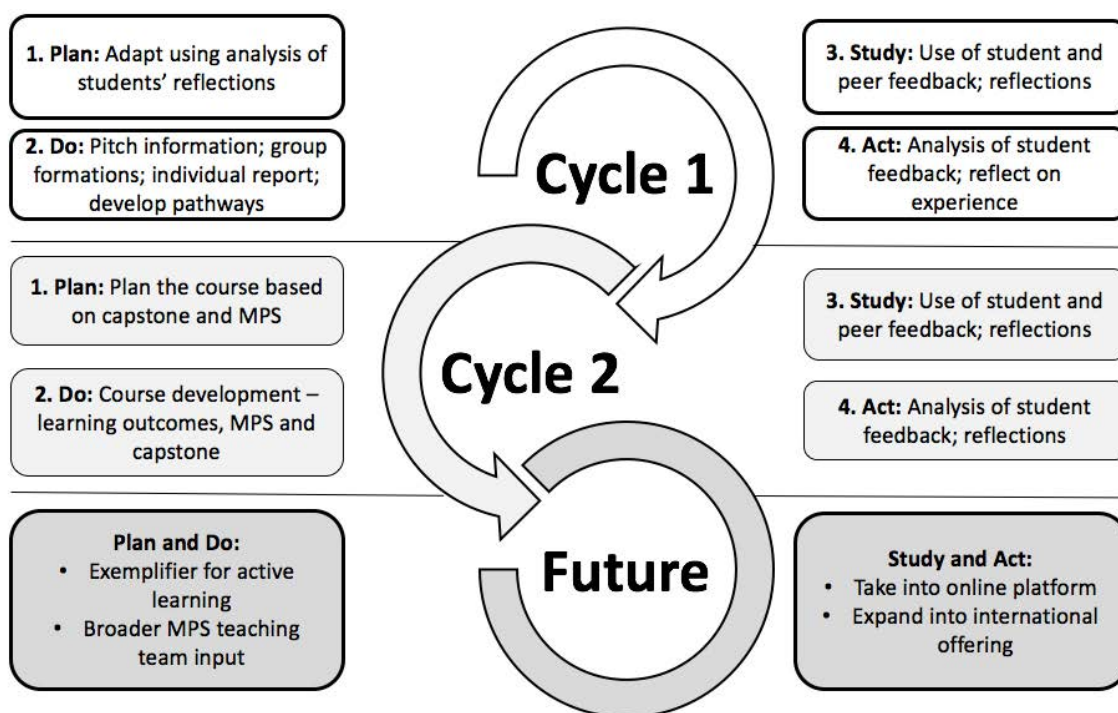 1. Plan: Adapt using analysis of
students’ reflections
2. Do: Pitch information; group
formations; individual report;
develop pathways
Cycle 1
3. Study: Use of student and
peer feedback; reflections
4. Act: Analysis of student
feedback; reflect on
experience
1. Plan: Plan the course based
on capstone and MPS
2. Do: Course development –
learning outcomes, MPS and
capstone
Cycle 2
3. Study: Use of student and
peer feedback; reflections
4. Act: Analysis of student
feedback; reflections
Plan and Do:
• Exemplifier for active
learning
• Broader MPS teaching
team input
Future
Study and Act:
• Take into online platform
• Expand into international
offering